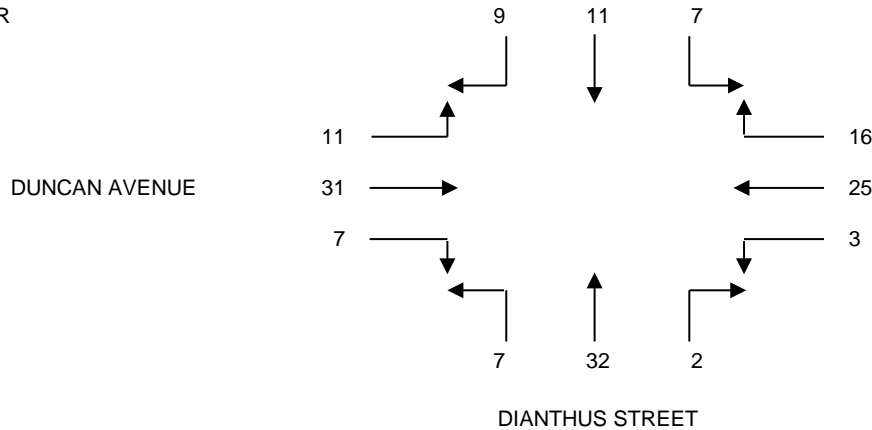 R
9 11 7
11 16
DUNCAN AVENUE 31 25
7 3
7 32 2
DIANTHUS STREET